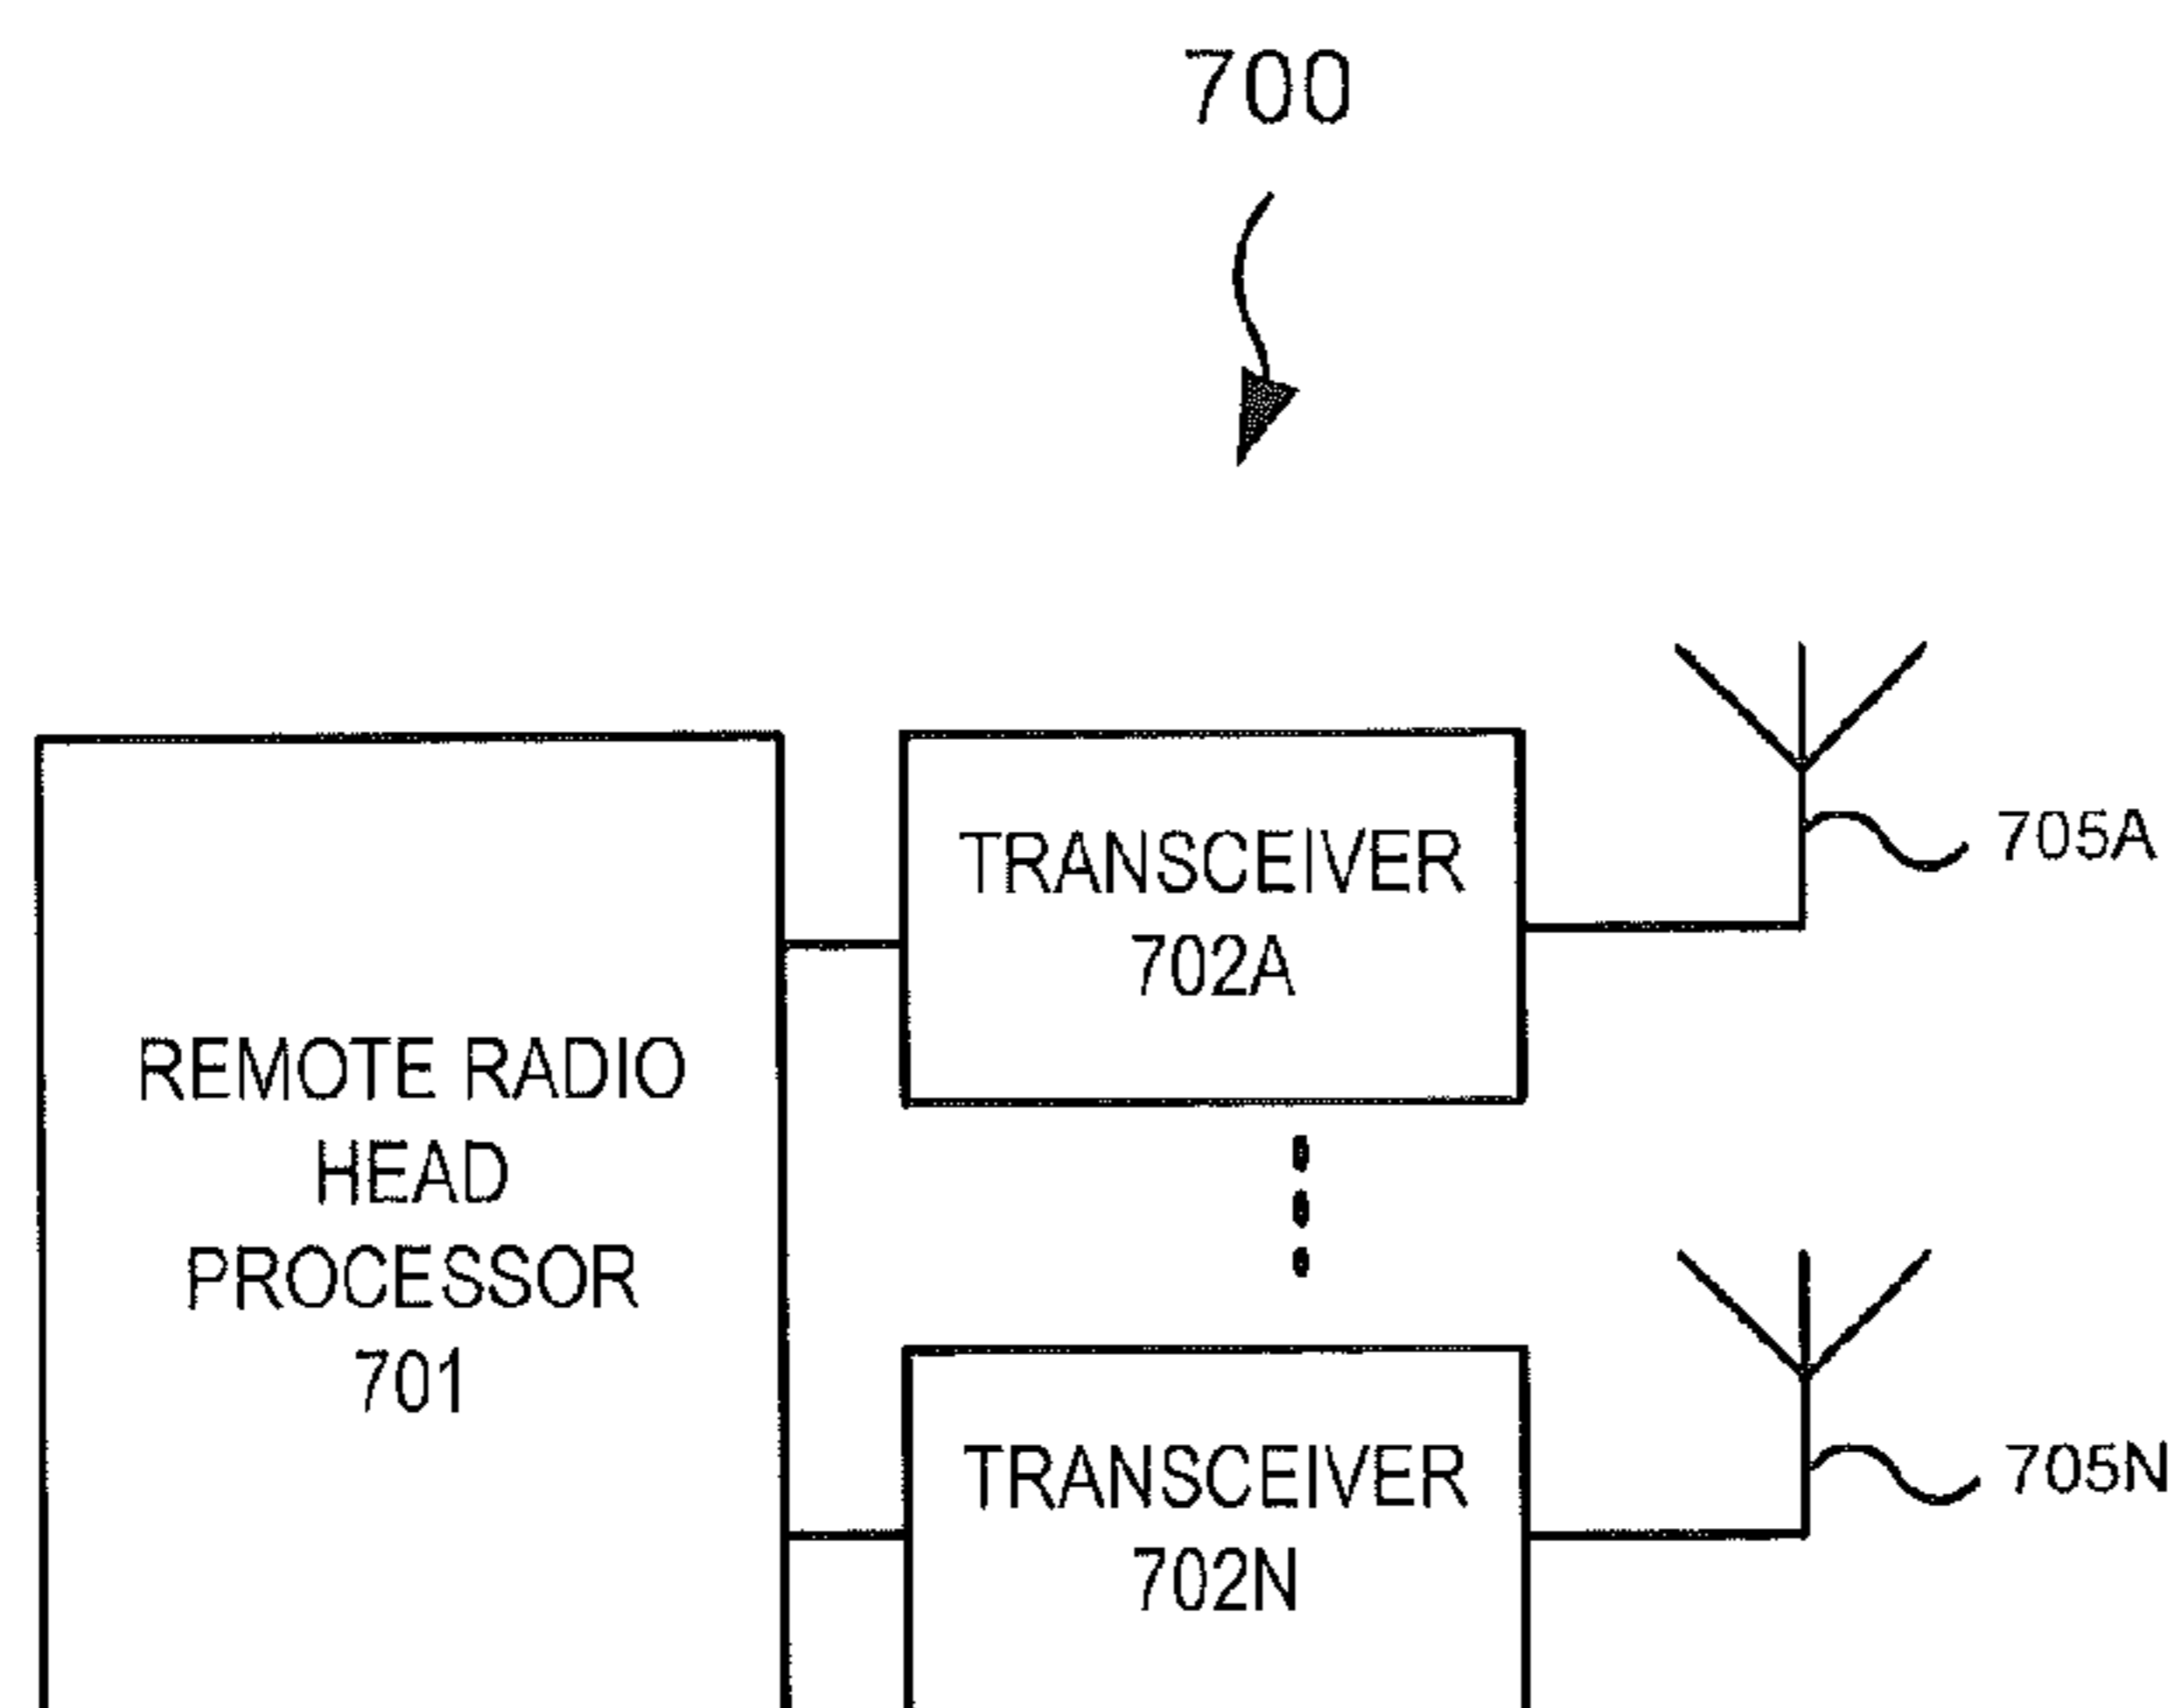 700
TRANSCEIVER
702A
705A
REMOTE RADIO
HEAD
PROCESSOR
701
TRANSCEIVER
702N
705N